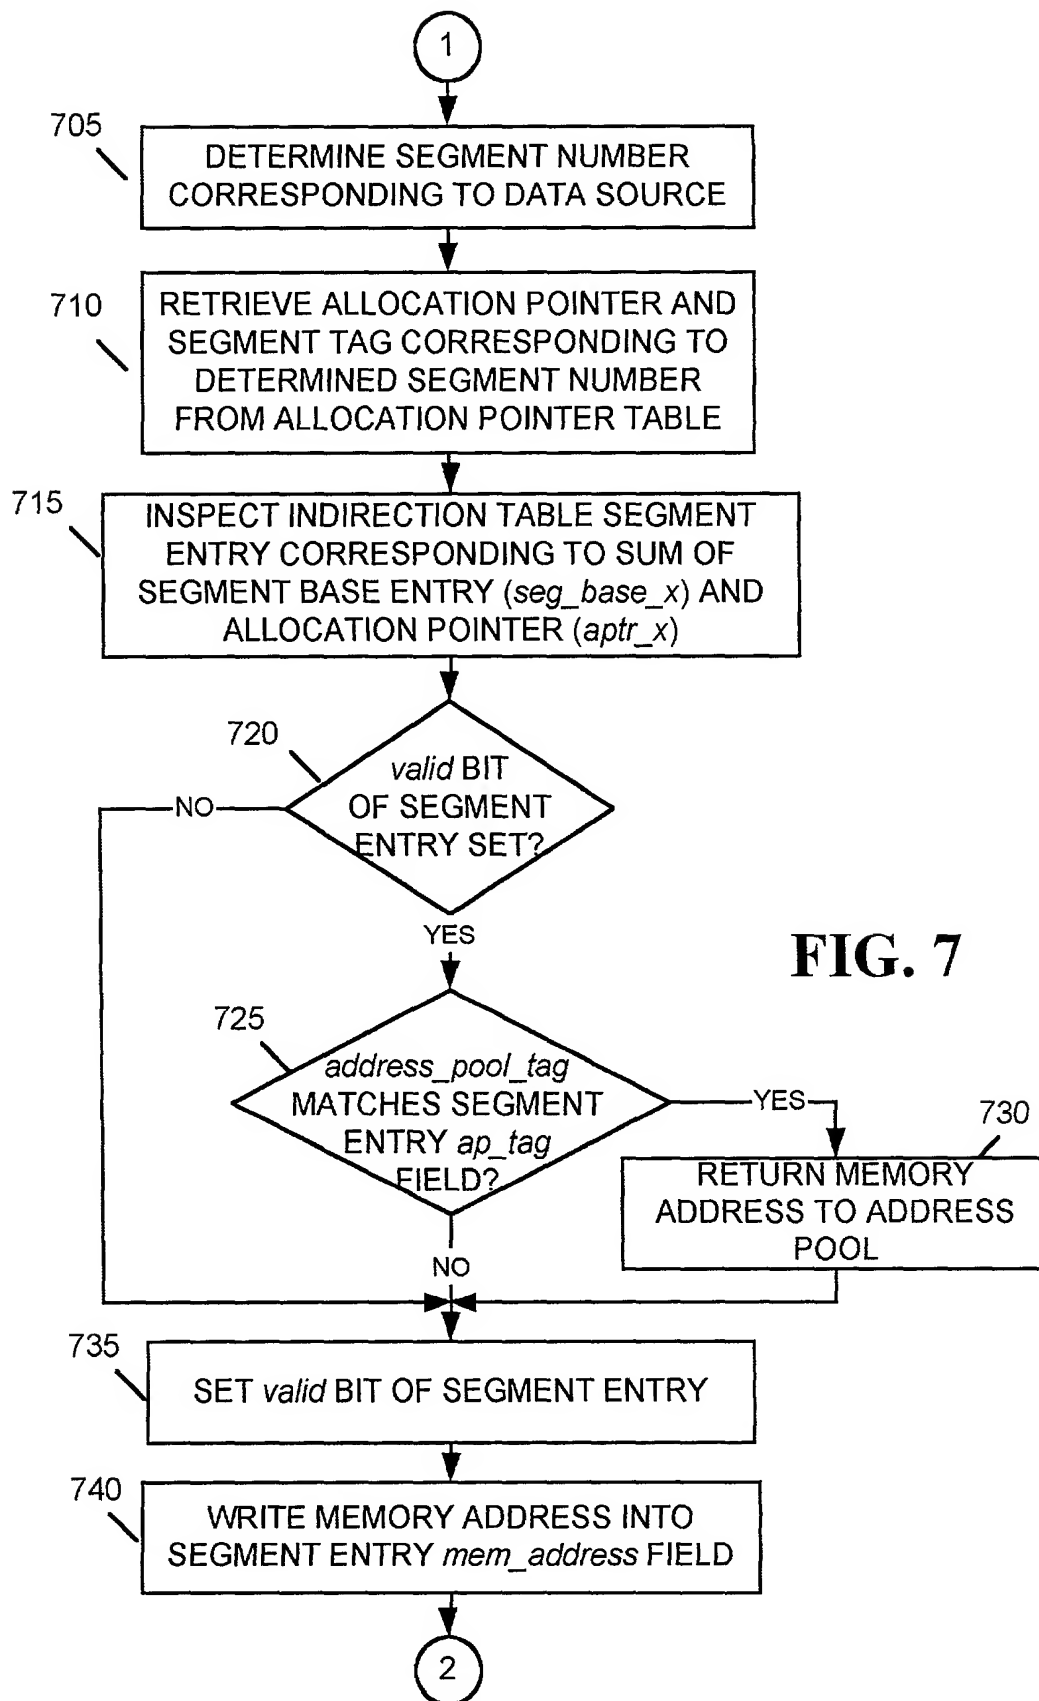 1
705
DETERMINE SEGMENT NUMBER
CORRESPONDING TO DATA SOURCE
710
RETRIEVE ALLOCATION POINTER AND
SEGMENT TAG CORRESPONDING TO
DETERMINED SEGMENT NUMBER
FROM ALLOCATION POINTER TABLE
715
INSPECT INDIRECTION TABLE SEGMENT
ENTRY CORRESPONDING TO SUM OF
SEGMENT BASE ENTRY (seg_base_x) AND
ALLOCATION POINTER (aptr_x)
720
valid BIT
OF SEGMENT
ENTRY SET?
NO
YES
FIG. 7
725
address_pool_tag
MATCHES SEGMENT
ENTRY ap_tag
FIELD?
YES
730
RETURN MEMORY
ADDRESS TO ADDRESS
POOL
NO
735
SET valid BIT OF SEGMENT ENTRY
740
WRITE MEMORY ADDRESS INTO
SEGMENT ENTRY mem_address FIELD
2